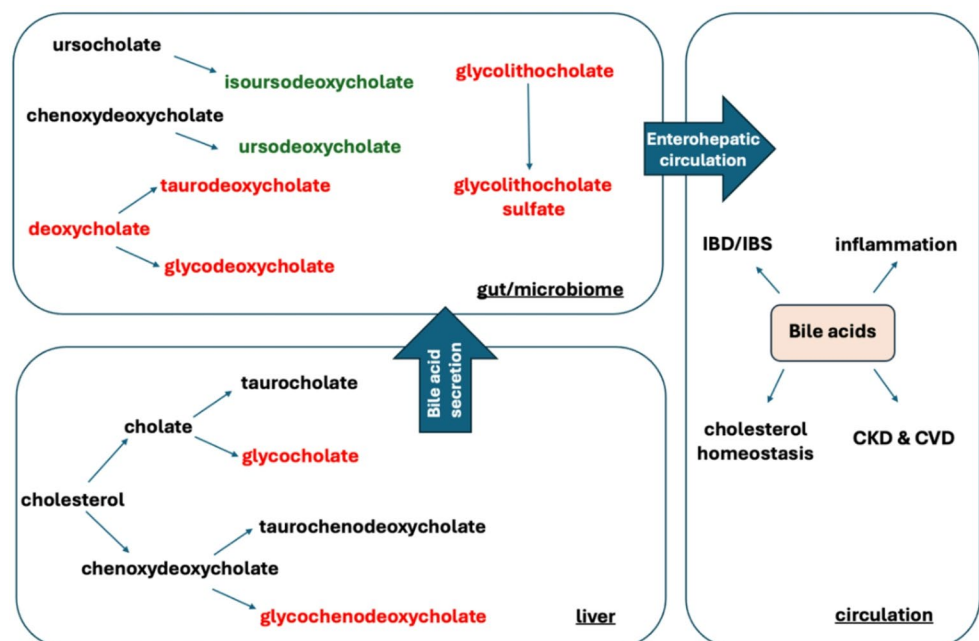 ursocholate
isoursodeoxycholate
chenoxydeoxycholate
ursodeoxycholate
taurodeoxycholate
deoxycholate
glycodeoxycholate
glycolithocholate
glycolithocholate
sulfate
gut/microbiome
Enterohepatic
circulation
Bile acid
secretion
taurocholate
cholate
glycocholate
cholesterol
taurochenodeoxycholate
chenoxydeoxycholate
glycochenodeoxycholate
liver
IBD/IBS
inflammation
Bile acids
cholesterol
homeostasis
CKD & CVD
circulation